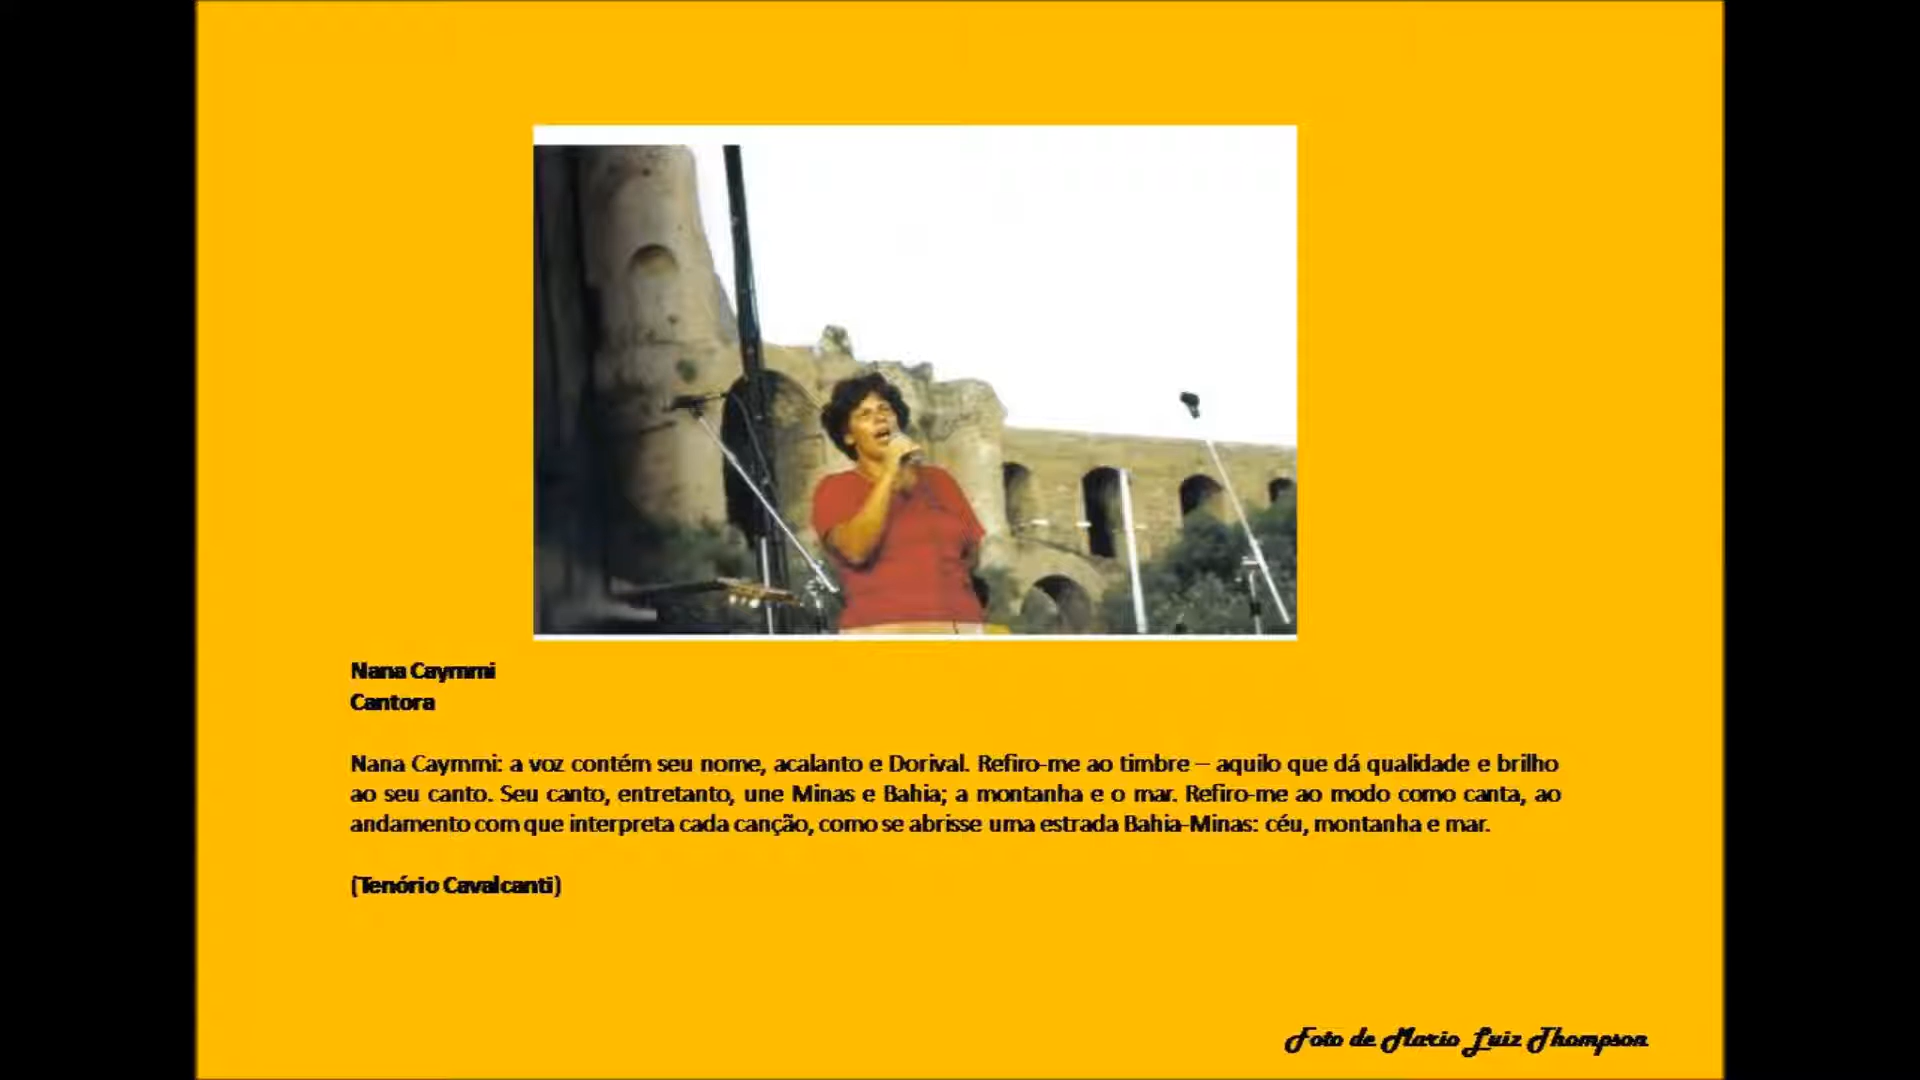 Nana Caymmi
Cantora
Nana Caymmi: a voz contém seu nome, acalanto e Dorival. Refiro-me ao timbre – aquilo que dá qualidade e brilho
ao seu canto. Seu canto, entretanto, une Minas e Bahia; a montanha e o mar. Refiro-me ao modo como canta, ao
andamento com que interpreta cada canção, como se abrisse uma estrada Bahia-Minas: céu, montanha e mar.
(Tenório Cavalcanti)
Foto de Mario Luiz Thompson